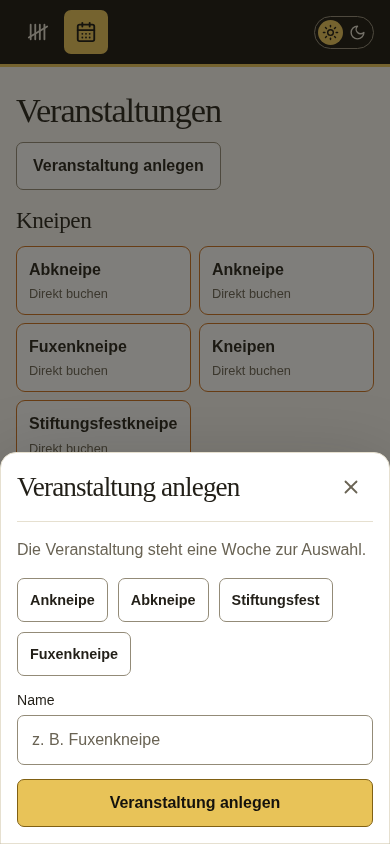 Veranstaltungen
Veranstaltung anlegen
Kneipen
Abkneipe
Direkt buchen
Ankneipe
Direkt buchen
Fuxenkneipe
Direkt buchen
Kneipen
Direkt buchen
Stiftungsfestkneipe
Direkt buchen
Veranstaltung anlegen
Die Veranstaltung steht eine Woche zur Auswahl.
Ankneipe
Abkneipe
Stiftungsfest
Fuxenkneipe
Name
z. B. Fuxenkneipe
Veranstaltung anlegen